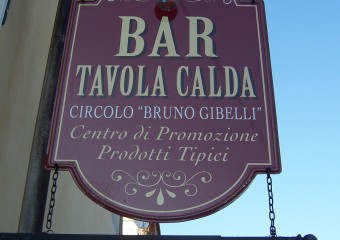 BAR
TAVOLA CALDA
CIRCOLO "BRUNO GIBELLI"
Centro di Promozione
Prodotti Tipici